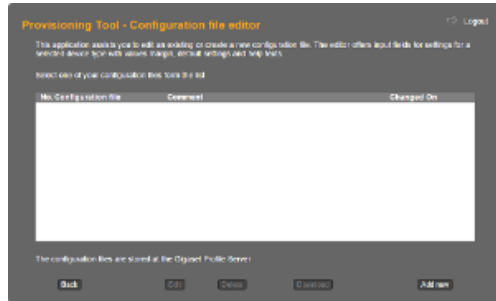 Provisioning Tool - Configuration file editor
Logout
This application assists you to edit an existing or create a new configuration file. The editor offers input fields for settings for a
selected device type with values margin, default settings and help texts.
Select one of your configuration files form the list
No. Configuration file Comment Changed On
The configuration files are stored at the Gigaset Profile Server
Back Edit Delete Download Add new